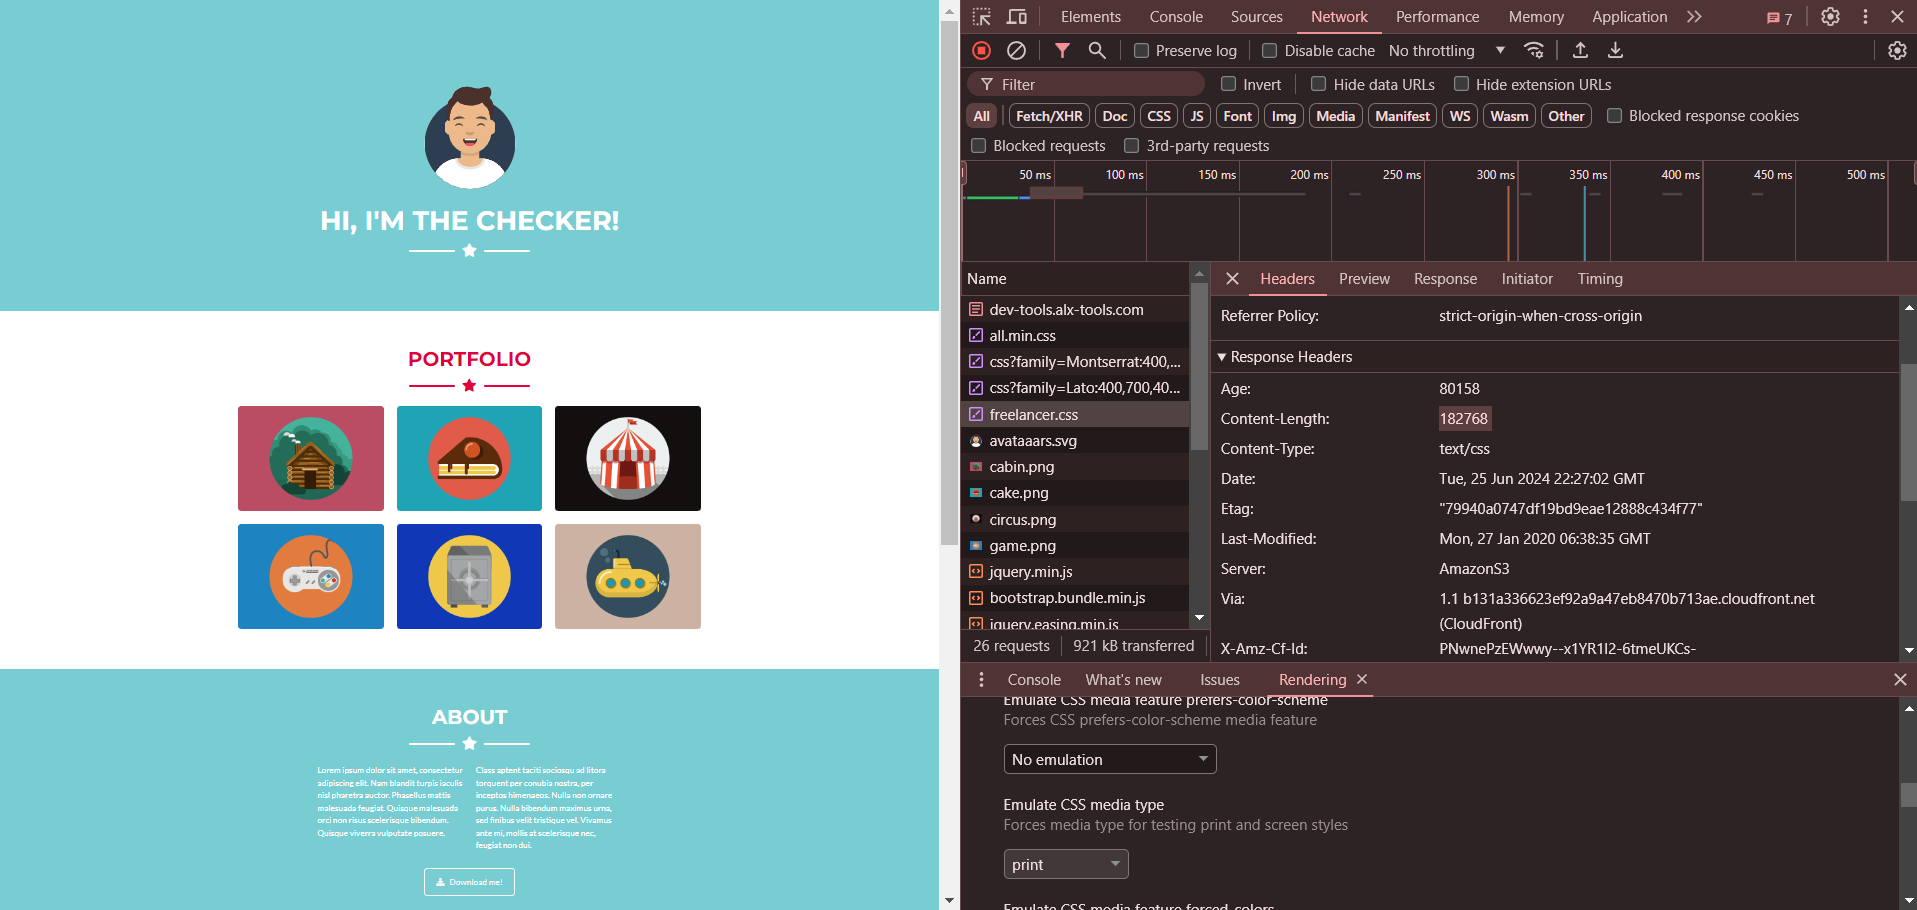 HI, I'M THE CHECKER!
PORTFOLIO
ABOUT
Lorem ipsum dolor sit amet, consectetur
adipiscing elit. Nam blandit turpis iaculis
nisl pharetra auctor. Phasellus mattis
malesuada feugiat. Quisque malesuada
orci non risus scelerisque bibendum.
Quisque viverra vulputate posuere.
Class aptent taciti sociosqu ad litora
torquent per conubia nostra, per
inceptos himenaeos. Nulla non ornare
purus. Nulla bibendum maximus urna,
sed finibus velit tristique vel. Vivamus
ante mi, mollis at scelerisque nec,
feugiat non dui.
Download me!
Elements Console Sources Network Performance Memory Application 7
Preserve log Disable cache No throttling
Filter Invert Hide data URLs Hide extension URLs
All Fetch/XHR Doc CSS JS Font Img Media Manifest WS Wasm Other Blocked response cookies
Blocked requests 3rd-party requests
50 ms 100 ms 150 ms 200 ms 250 ms 300 ms 350 ms 400 ms 450 ms 500 ms
Name
dev-tools.alx-tools.com
all.min.css
css?family=Montserrat:400,...
css?family=Lato:400,700,40...
freelancer.css
avataaars.svg
cabin.png
cake.png
circus.png
game.png
jquery.min.js
bootstrap.bundle.min.js
jquery.easing.min.js
26 requests 921 kB transferred
Headers Preview Response Initiator Timing
Referrer Policy: strict-origin-when-cross-origin
Response Headers
Age: 80158
Content-Length: 182768
Content-Type: text/css
Date: Tue, 25 Jun 2024 22:27:02 GMT
Etag: "79940a0747df19bd9eae12888c434f77"
Last-Modified: Mon, 27 Jan 2020 06:38:35 GMT
Server: AmazonS3
Via: 1.1 b131a336623ef92a9a47eb8470b713ae.cloudfront.net
(CloudFront)
X-Amz-Cf-Id: PNwnePzEWwwy--x1YR1I2-6tmeUKCs-
Console What's new Issues Rendering
Emulate CSS media feature prefers-color-scheme
Forces CSS prefers-color-scheme media feature
No emulation
Emulate CSS media type
Forces media type for testing print and screen styles
print
Emulate CSS media feature forced-colors